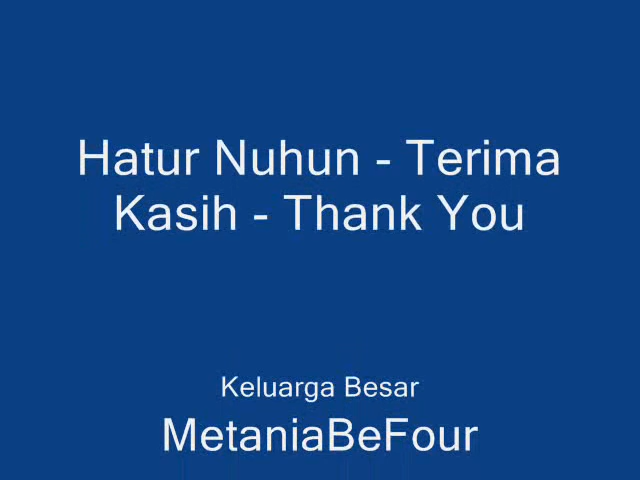 Hatur Nuhun - Terima
Kasih - Thank You
Keluarga Besar
MetaniaBeFour